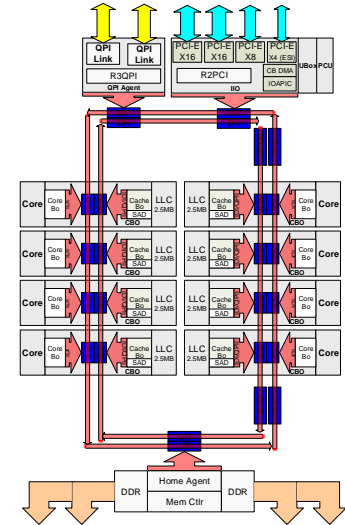 QPI
Link
QPI
Link
R3QPI
QPI Agent
PCI-E
X16
PCI-E
X16
PCI-E
X8
PCI-E
X4 (ESI)
CB DMA
R2PCI
IOAPIC
IIO
UBox
PCU
Core
Core
Bo
Cache
Bo
SAD
CBO
LLC
2.5MB
LLC
2.5MB
Cache
Bo
SAD
CBO
Core
Bo
Core
Core
Core
Bo
Cache
Bo
SAD
CBO
LLC
2.5MB
LLC
2.5MB
Cache
Bo
SAD
CBO
Core
Bo
Core
Core
Core
Bo
Cache
Bo
SAD
CBO
LLC
2.5MB
LLC
2.5MB
Cache
Bo
SAD
CBO
Core
Bo
Core
Core
Core
Bo
Cache
Bo
SAD
CBO
LLC
2.5MB
LLC
2.5MB
Cache
Bo
SAD
CBO
Core
Bo
Core
DDR
Home Agent
Mem Ctlr
DDR